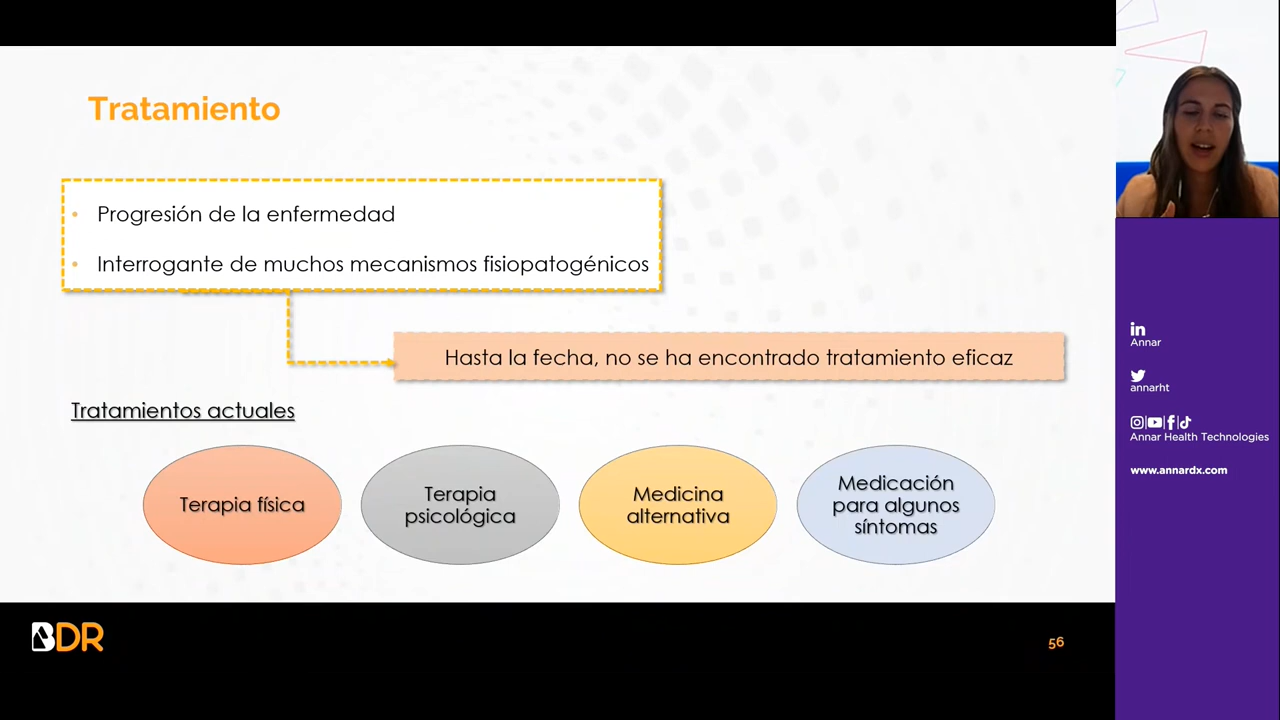 Tratamiento
• Progresión de la enfermedad
• Interrogante de muchos mecanismos fisiopatogénicos
Hasta la fecha, no se ha encontrado tratamiento eficaz
Tratamientos actuales
Terapia física
Terapia
psicológica
Medicina
alternativa
Medicación
para algunos
síntomas
BDR
56
in
Annar
annarht
Annar Health Technologies
www.annardx.com